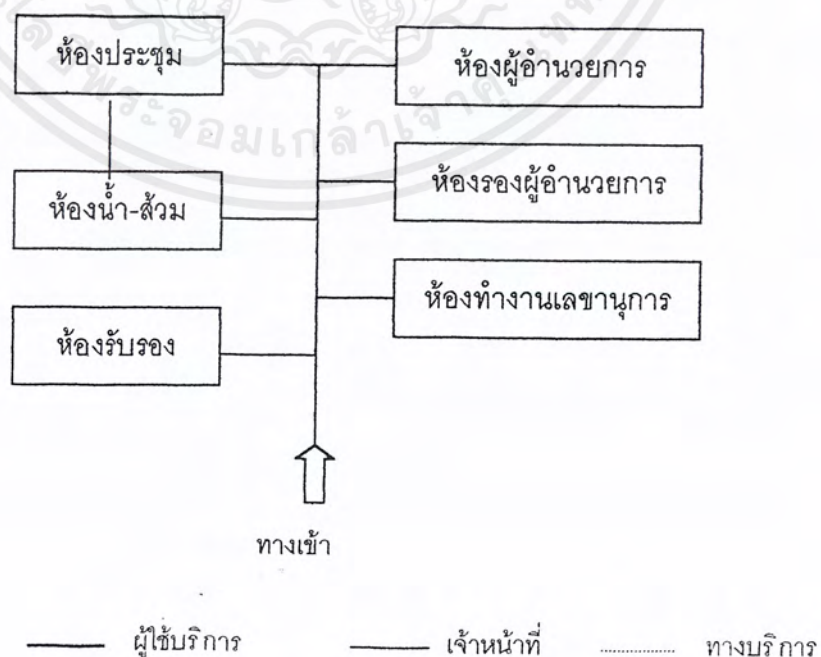 ห้องประชุม
ห้องผู้อำนวยการ
ห้องรองผู้อำนวยการ
ห้องน้ำ-ส้วม
ห้องทำงานเลขานุการ
ห้องรับรอง
ทางเข้า
ผู้ใช้บริการ เจ้าหน้าที่ ทางบริการ